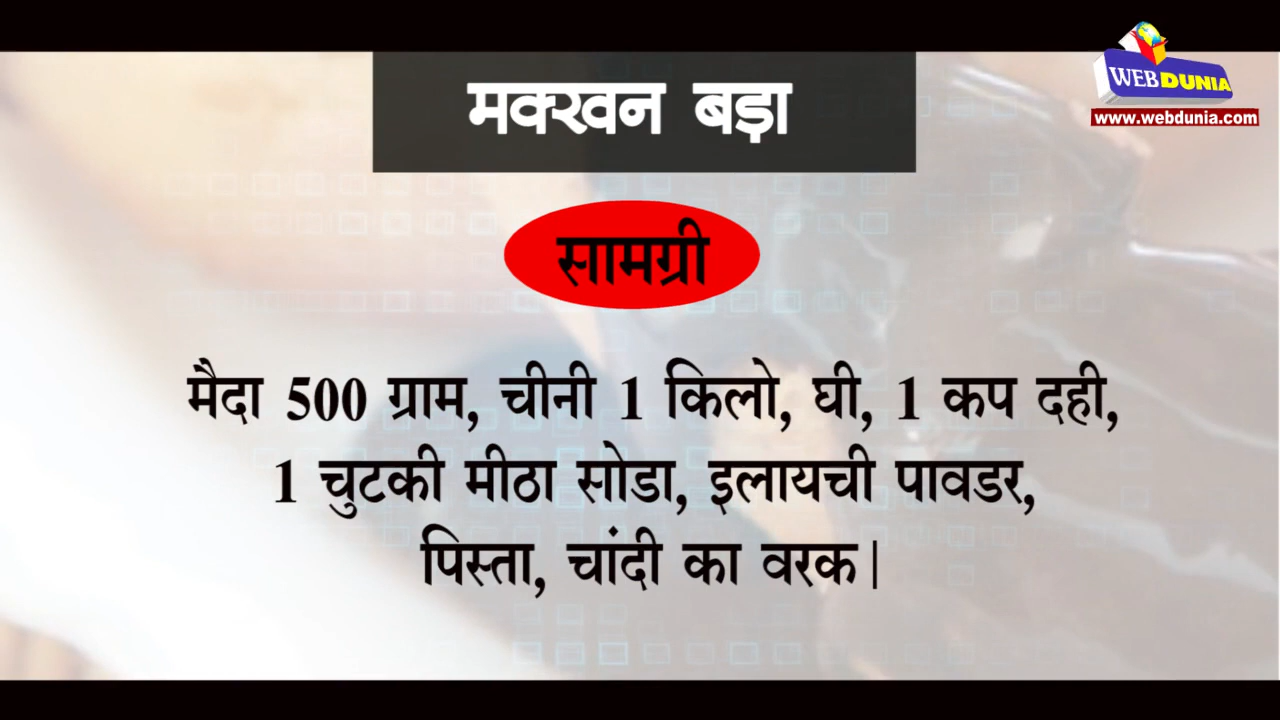 WEBDUNIA
www.webdunia.com
मक्खन बड़ा
सामग्री
मैदा 500 ग्राम, चीनी 1 किलो, घी, 1 कप दही,
1 चुटकी मीठा सोडा, इलायची पावडर,
पिस्ता, चांदी का वरक|